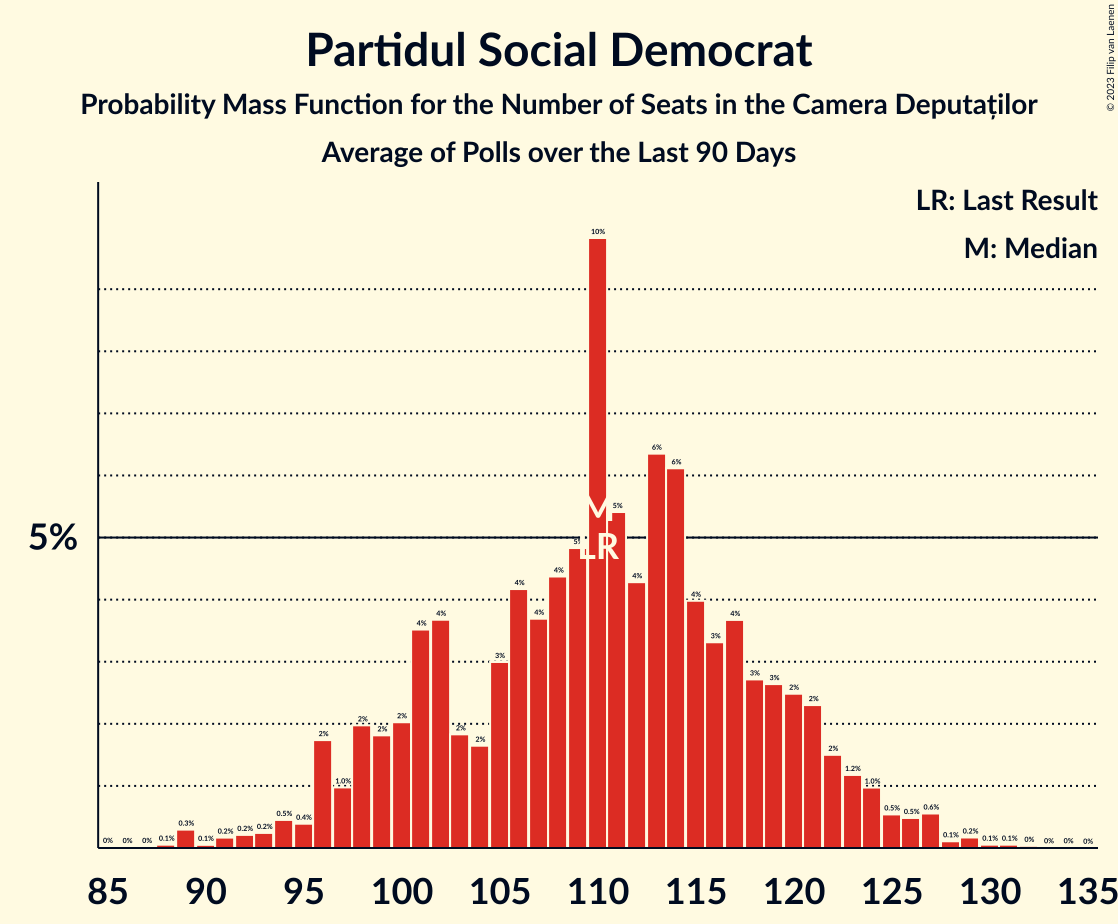 Partidul Social Democrat
Probability Mass Function for the Number of Seats in the Camera Deputaților
Average of Polls over the Last 90 Days
© 2023 Filip van Laenen
LR: Last Result
M: Median
5%
0% 0% 0% 0.1% 0.3% 0.1% 0.2% 0.2% 0.2% 0.5% 0.4% 2% 1.0% 2% 2% 2% 4% 4% 2% 2% 3% 4% 4% 4% 5% 10% 5% 4% 6% 6% 4% 3% 4% 3% 3% 2% 2% 2% 1.2% 1.0% 0.5% 0.5% 0.6% 0.1% 0.2% 0.1% 0.1% 0% 0% 0% 0%
M
LR
85 90 95 100 105 110 115 120 125 130 135